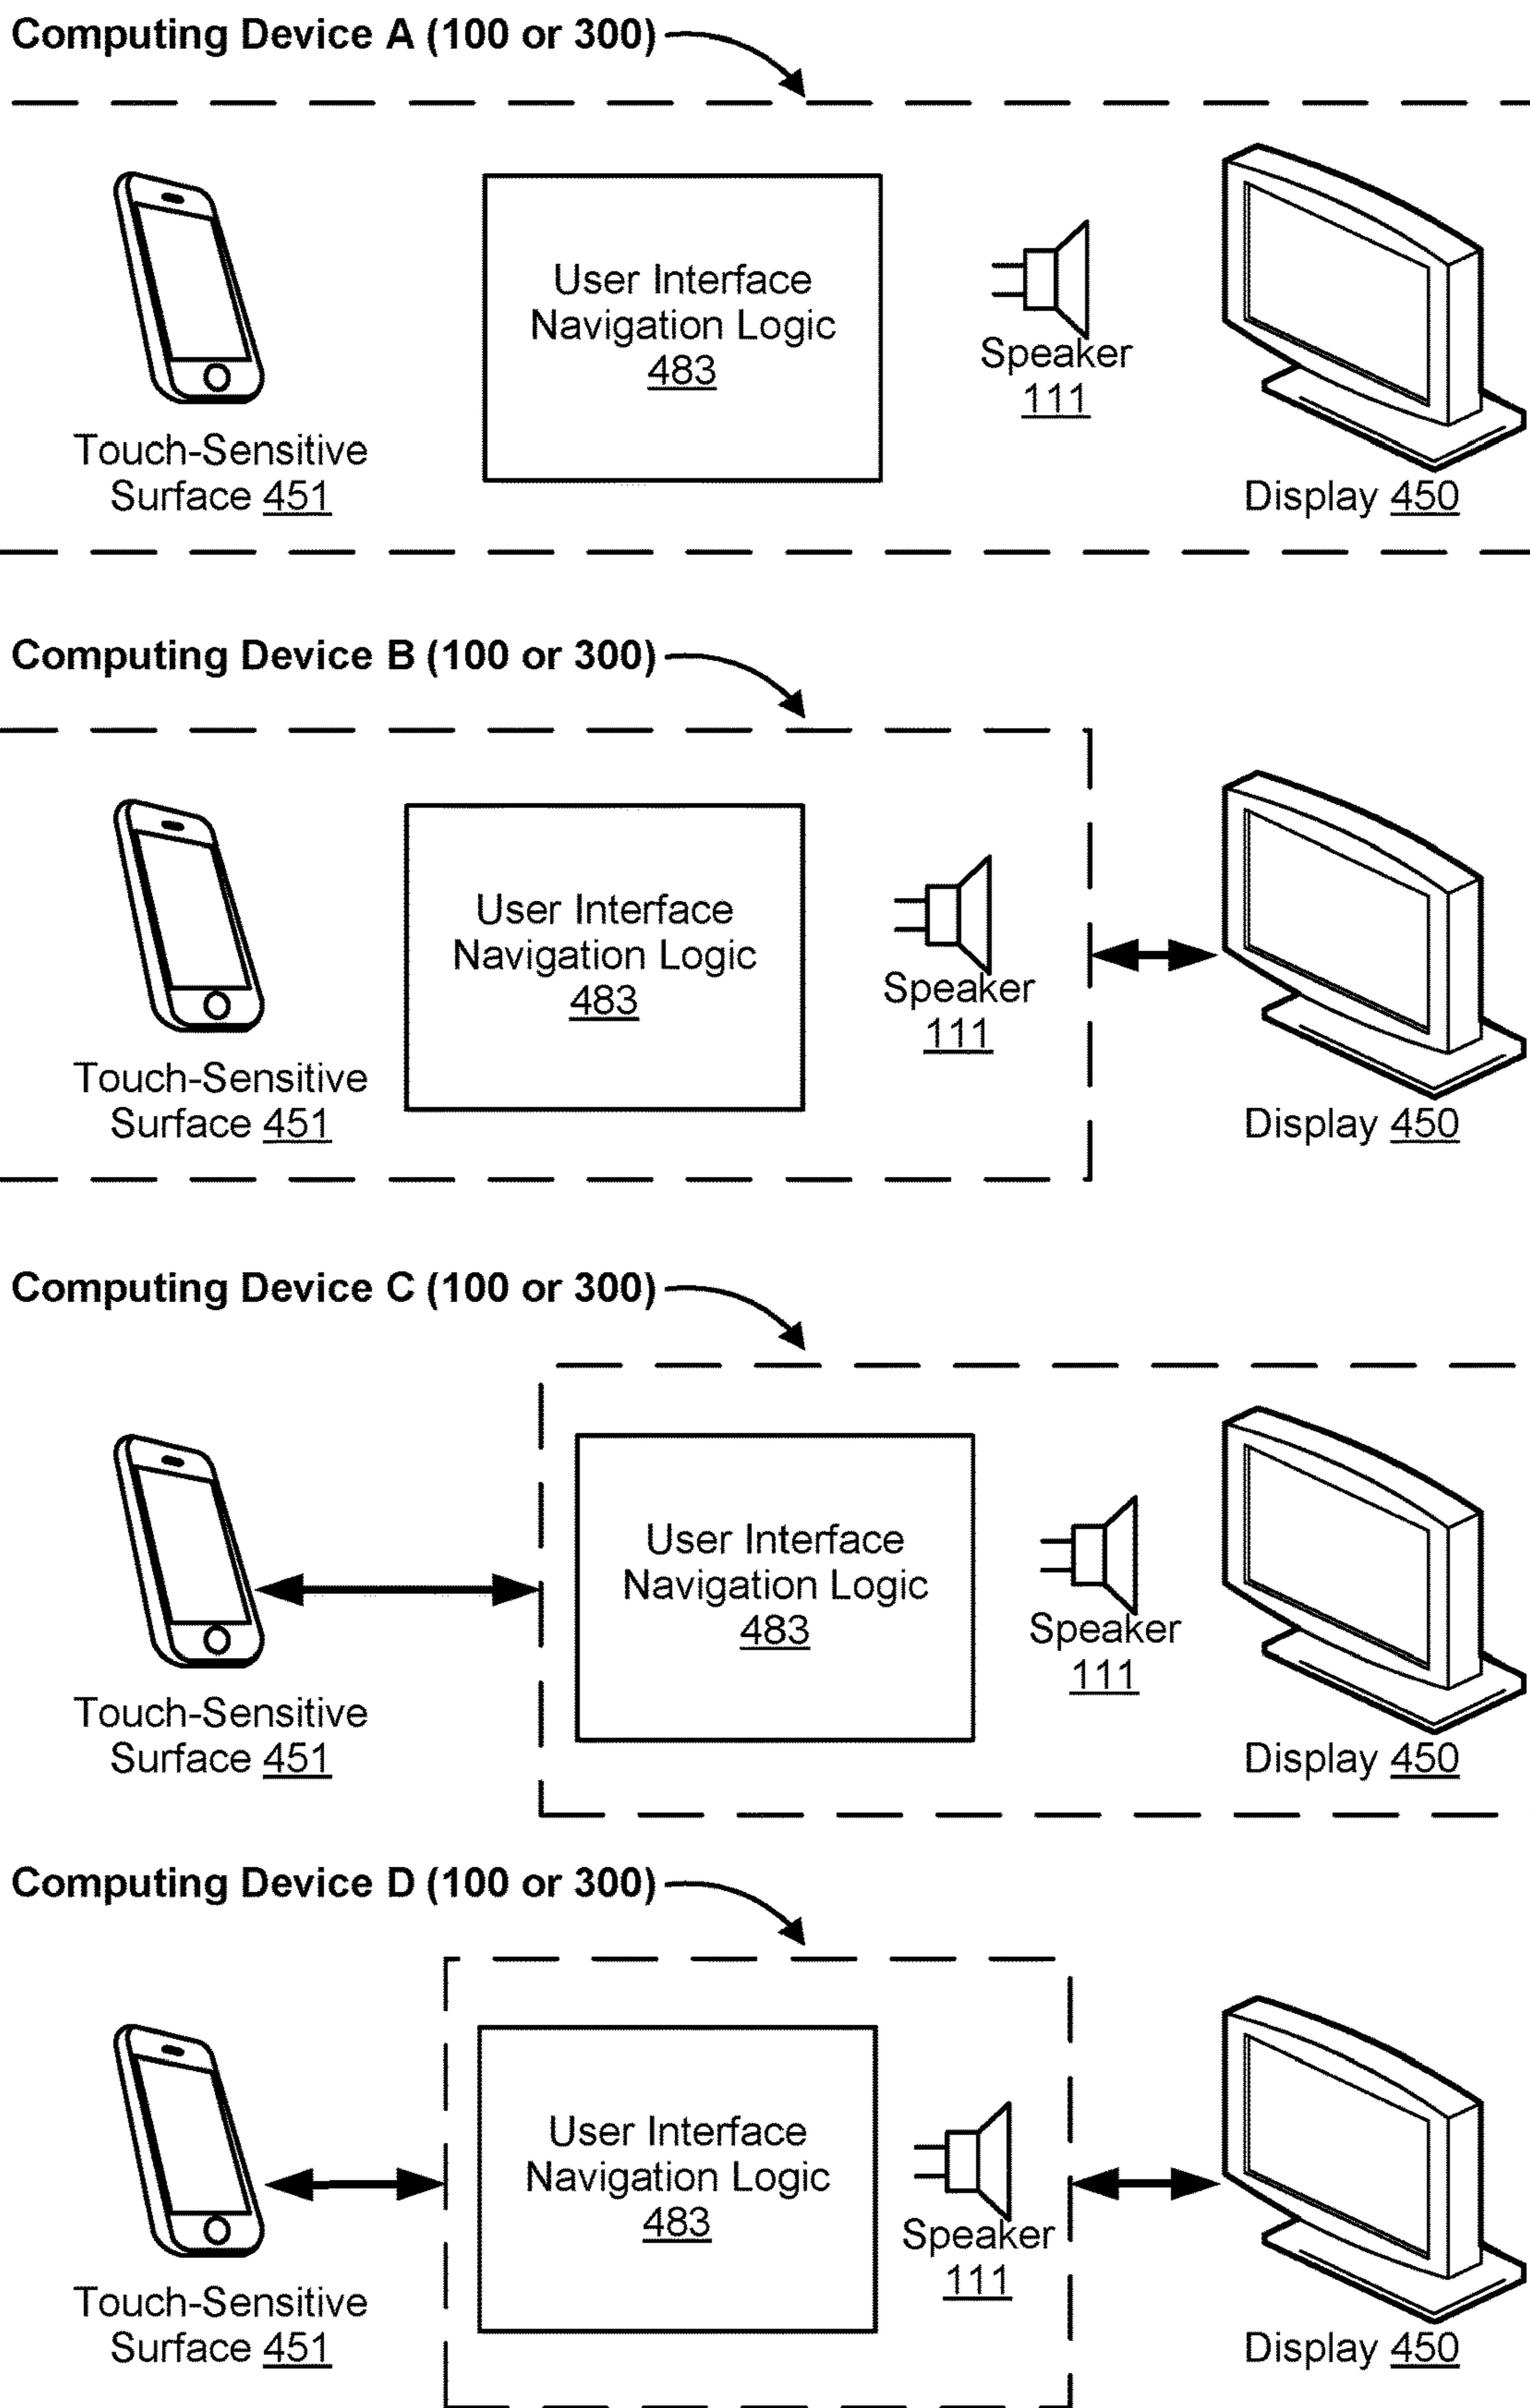 Computing Device A (100 or 300)
User Interface
Navigation Logic
483
Speaker
111
Touch-Sensitive
Surface 451
Display 450
Computing Device B (100 or 300)
User Interface
Navigation Logic
483
Speaker
111
Touch-Sensitive
Surface 451
Display 450
Computing Device C (100 or 300)
User Interface
Navigation Logic
483
Speaker
111
Touch-Sensitive
Surface 451
Display 450
Computing Device D (100 or 300)
User Interface
Navigation Logic
483
Speaker
111
Touch-Sensitive
Surface 451
Display 450